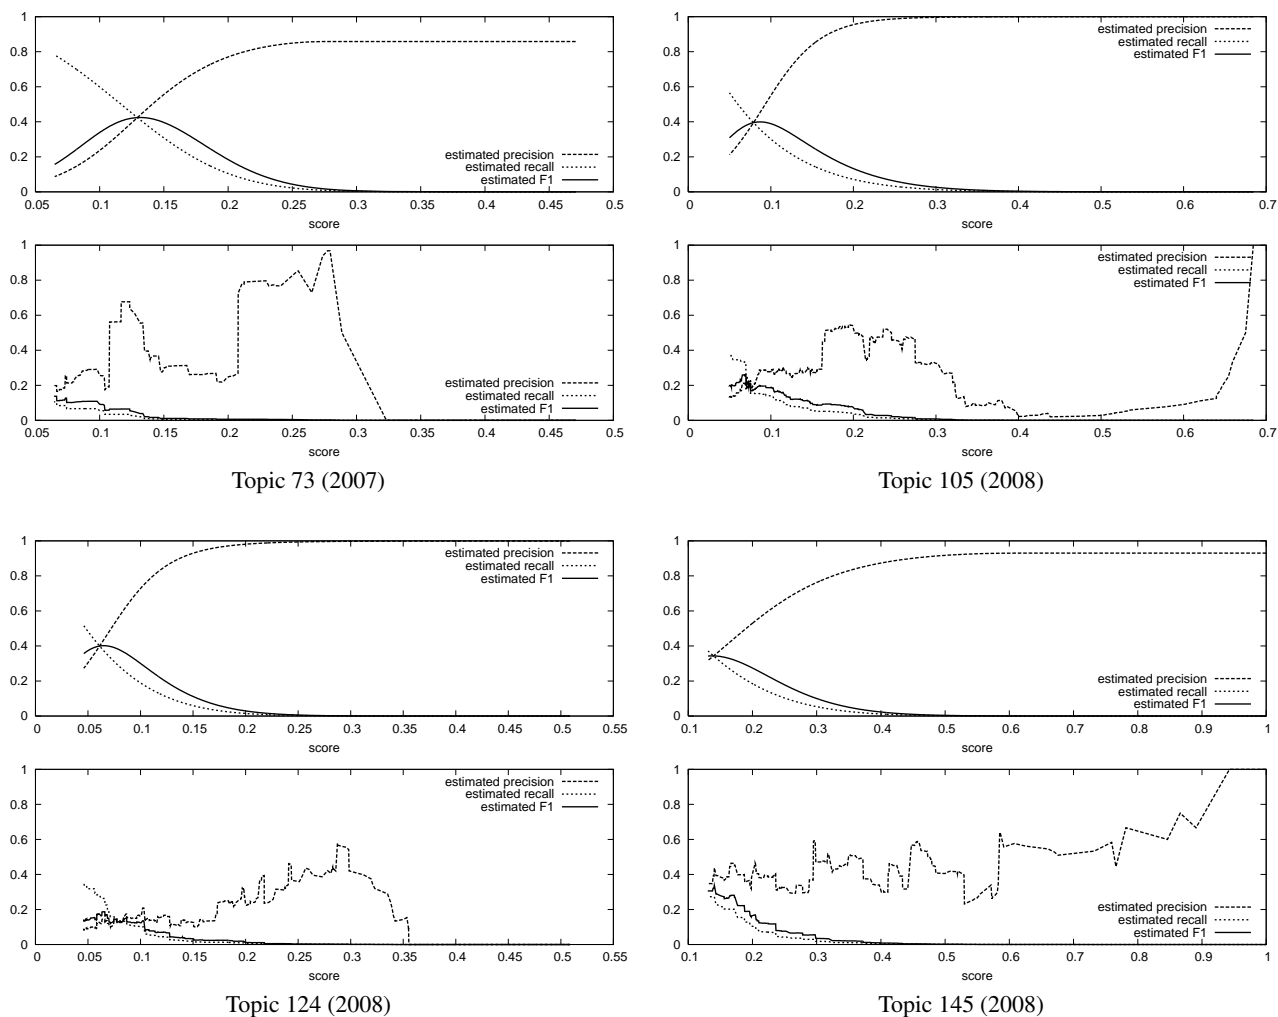 1
0.8
0.6
0.4
0.2
0
0.05 0.1 0.15 0.2 0.25 0.3 0.35 0.4 0.45 0.5
score
estimated precision
estimated recall
estimated F1
1
0.8
0.6
0.4
0.2
0
0.05 0.1 0.15 0.2 0.25 0.3 0.35 0.4 0.45 0.5
score
estimated precision
estimated recall
estimated F1
Topic 73 (2007)
1
0.8
0.6
0.4
0.2
0
0 0.1 0.2 0.3 0.4 0.5 0.6 0.7
score
estimated precision
estimated recall
estimated F1
1
0.8
0.6
0.4
0.2
0
0 0.1 0.2 0.3 0.4 0.5 0.6 0.7
score
estimated precision
estimated recall
estimated F1
Topic 105 (2008)
1
0.8
0.6
0.4
0.2
0
0 0.05 0.1 0.15 0.2 0.25 0.3 0.35 0.4 0.45 0.5 0.55
score
estimated precision
estimated recall
estimated F1
1
0.8
0.6
0.4
0.2
0
0 0.05 0.1 0.15 0.2 0.25 0.3 0.35 0.4 0.45 0.5 0.55
score
estimated precision
estimated recall
estimated F1
Topic 124 (2008)
1
0.8
0.6
0.4
0.2
0
0.1 0.2 0.3 0.4 0.5 0.6 0.7 0.8 0.9 1
score
estimated precision
estimated recall
estimated F1
1
0.8
0.6
0.4
0.2
0
0.1 0.2 0.3 0.4 0.5 0.6 0.7 0.8 0.9 1
score
estimated precision
estimated recall
estimated F1
Topic 145 (2008)